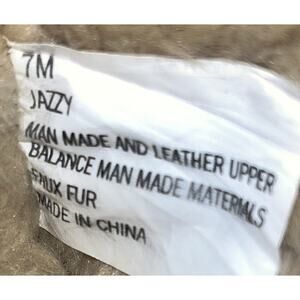 7M
JAZZY
MAN MADE AND LEATHER UPPER
BALANCE MAN MADE MATERIALS
FAUX FUR
MADE IN CHINA